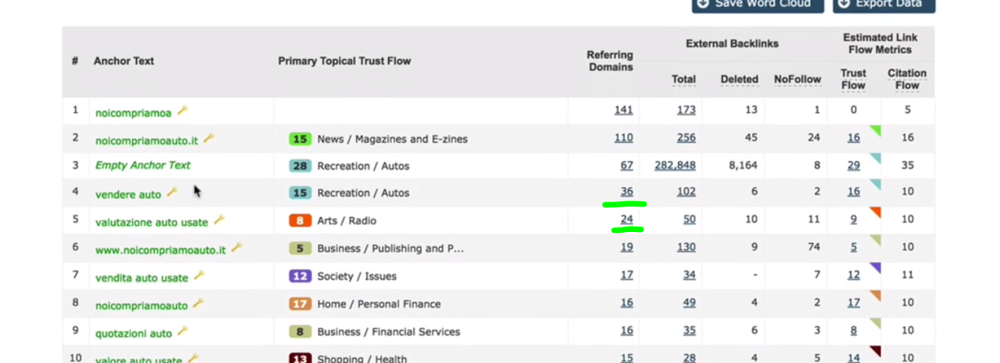 Save Word Cloud Export Data
# Anchor Text Primary Topical Trust Flow Referring Domains External Backlinks Estimated Link Flow Metrics
Total Deleted NoFollow Trust Flow Citation Flow
1 noicompriamoa 141 173 13 1 0 5
2 noicompriamoauto.it 15 News / Magazines and E-zines 110 256 45 24 16 16
3 Empty Anchor Text 28 Recreation / Autos 67 282,848 8,164 8 29 35
4 vendere auto 15 Recreation / Autos 36 102 6 2 16 10
5 valutazione auto usate 8 Arts / Radio 24 50 10 11 9 10
6 www.noicompriamoauto.it 5 Business / Publishing and P... 19 130 9 74 5 10
7 vendita auto usate 12 Society / Issues 17 34 - 7 12 11
8 noicompriamoauto 17 Home / Personal Finance 16 49 4 2 17 10
9 quotazioni auto 8 Business / Financial Services 16 35 6 3 8 10
10 valore auto usate 13 Shopping / Health 15 28 4 5 14 10